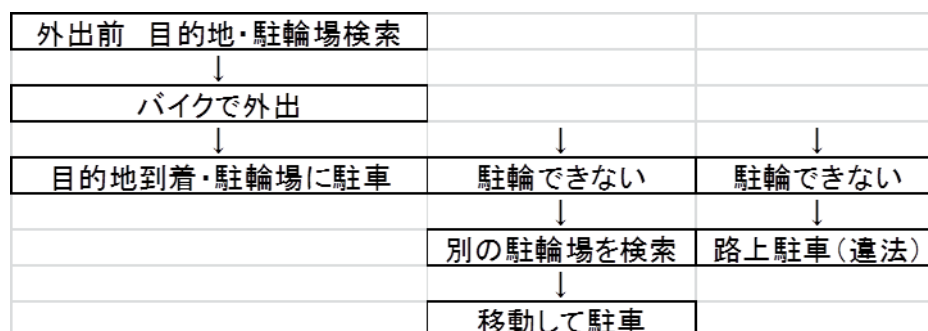 外出前　目的地・駐輪場検索
↓
バイクで外出
↓ ↓ ↓
目的地到着・駐輪場に駐車 駐輪できない 駐輪できない
↓ ↓
別の駐輪場を検索 路上駐車(違法)
↓
移動して駐車